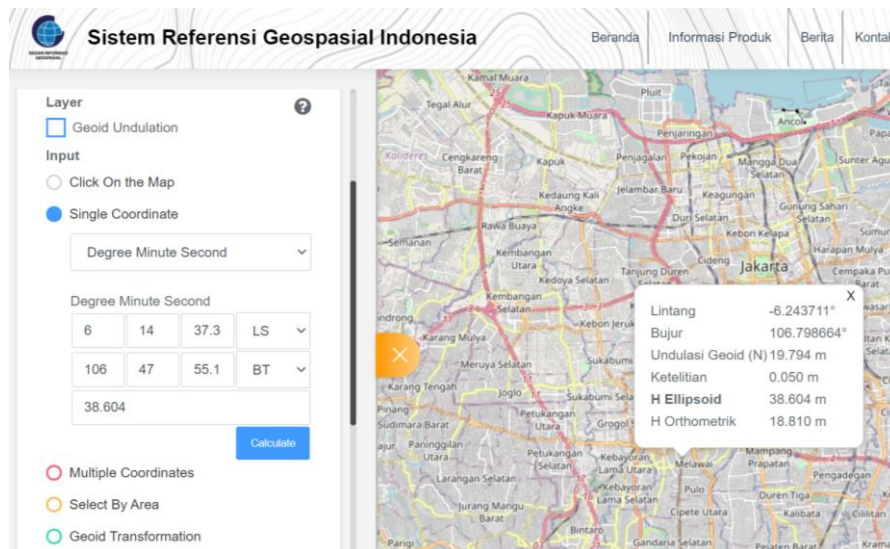 BADAN INFORMASI
GEOSPASIAL
Sistem Referensi Geospasial Indonesia
Beranda
Informasi Produk
Berita
Kontak
Layer
Geoid Undulation
Input
Click On the Map
Single Coordinate
Degree Minute Second
Degree Minute Second
6 14 37.3 LS
106 47 55.1 BT
38.604
Calculate
Multiple Coordinates
Select By Area
Geoid Transformation
Kamal Muara
Pluit
Tegal Alur
Kapuk Muara
Ancol
Penjaringan
Kalideres
Cengkareng
Barat
Kapuk
Penjagalan
Pekojan
Mangga Dua
Selatan
Sunter Agu
Kedaung Kali
Angke
Jelambar Baru
Keagungan
Gunung Sahari
Selatan
Duri Selatan
Rawa Buaya
Kebon Kelapa
Sumur
Semanan
Harapan Mulya
Kembangan
Utara
Kedoya Selatan
Tanjung Duren
Selatan
Cideng
Jakarta
Cempaka Pu
Barat
Kembangan
Selatan
Kebon Jeruk
Karang Mulya
Meruya Selatan
Sukabumi
Karang Tengah
Joglo
Sukabumi Sela
Pinang
Sudimara Barat
Petukangan
Utara
Grogol
Paninggilan
Utara
Petukangan
Selatan
Kebayoran
Lama Utara
Melawai
Mampang
Prapatan
Pengadegan
Larangan Selatan
Kebayoran
Lama Selatan
Pulo
Duren Tiga
Jurang Mangu
Barat
Cipete Utara
Kalibata
Cililitan
Bintaro
Parigi
Gandaria Selatan
Pejaten Barat
Krama
X
Lintang -6.243711°
Bujur 106.798664°
Undulasi Geoid (N) 19.794 m
Ketelitian 0.050 m
H Ellipsoid 38.604 m
H Orthometrik 18.810 m